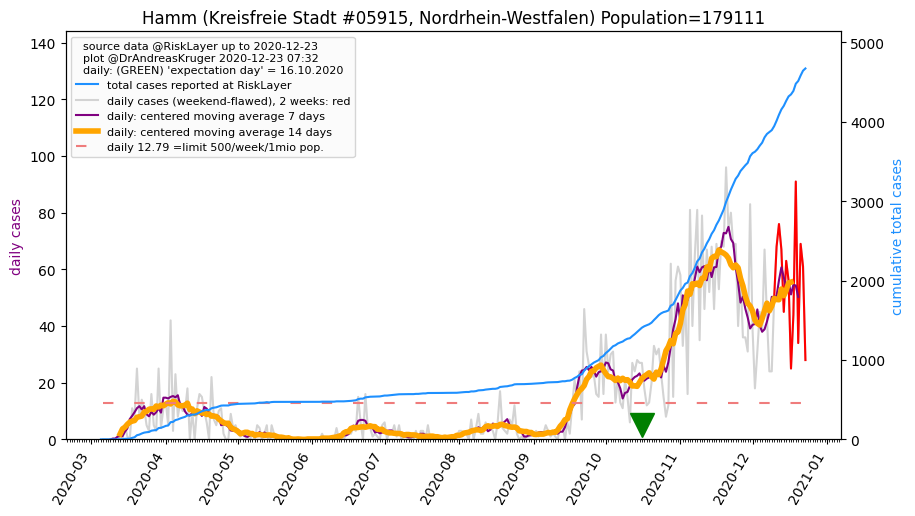 Hamm (Kreisfreie Stadt #05915, Nordrhein-Westfalen) Population=179111
source data @RiskLayer up to 2020-12-23
plot @DrAndreasKruger 2020-12-23 07:32
daily: (GREEN) 'expectation day' = 16.10.2020
total cases reported at RiskLayer
daily cases (weekend-flawed), 2 weeks: red
daily: centered moving average 7 days
daily: centered moving average 14 days
daily 12.79 =limit 500/week/1mio pop.
daily cases
140
120
100
80
60
40
20
0
cumulative total cases
5000
4000
3000
2000
1000
0
2020-03
2020-04
2020-05
2020-06
2020-07
2020-08
2020-09
2020-10
2020-11
2020-12
2021-01